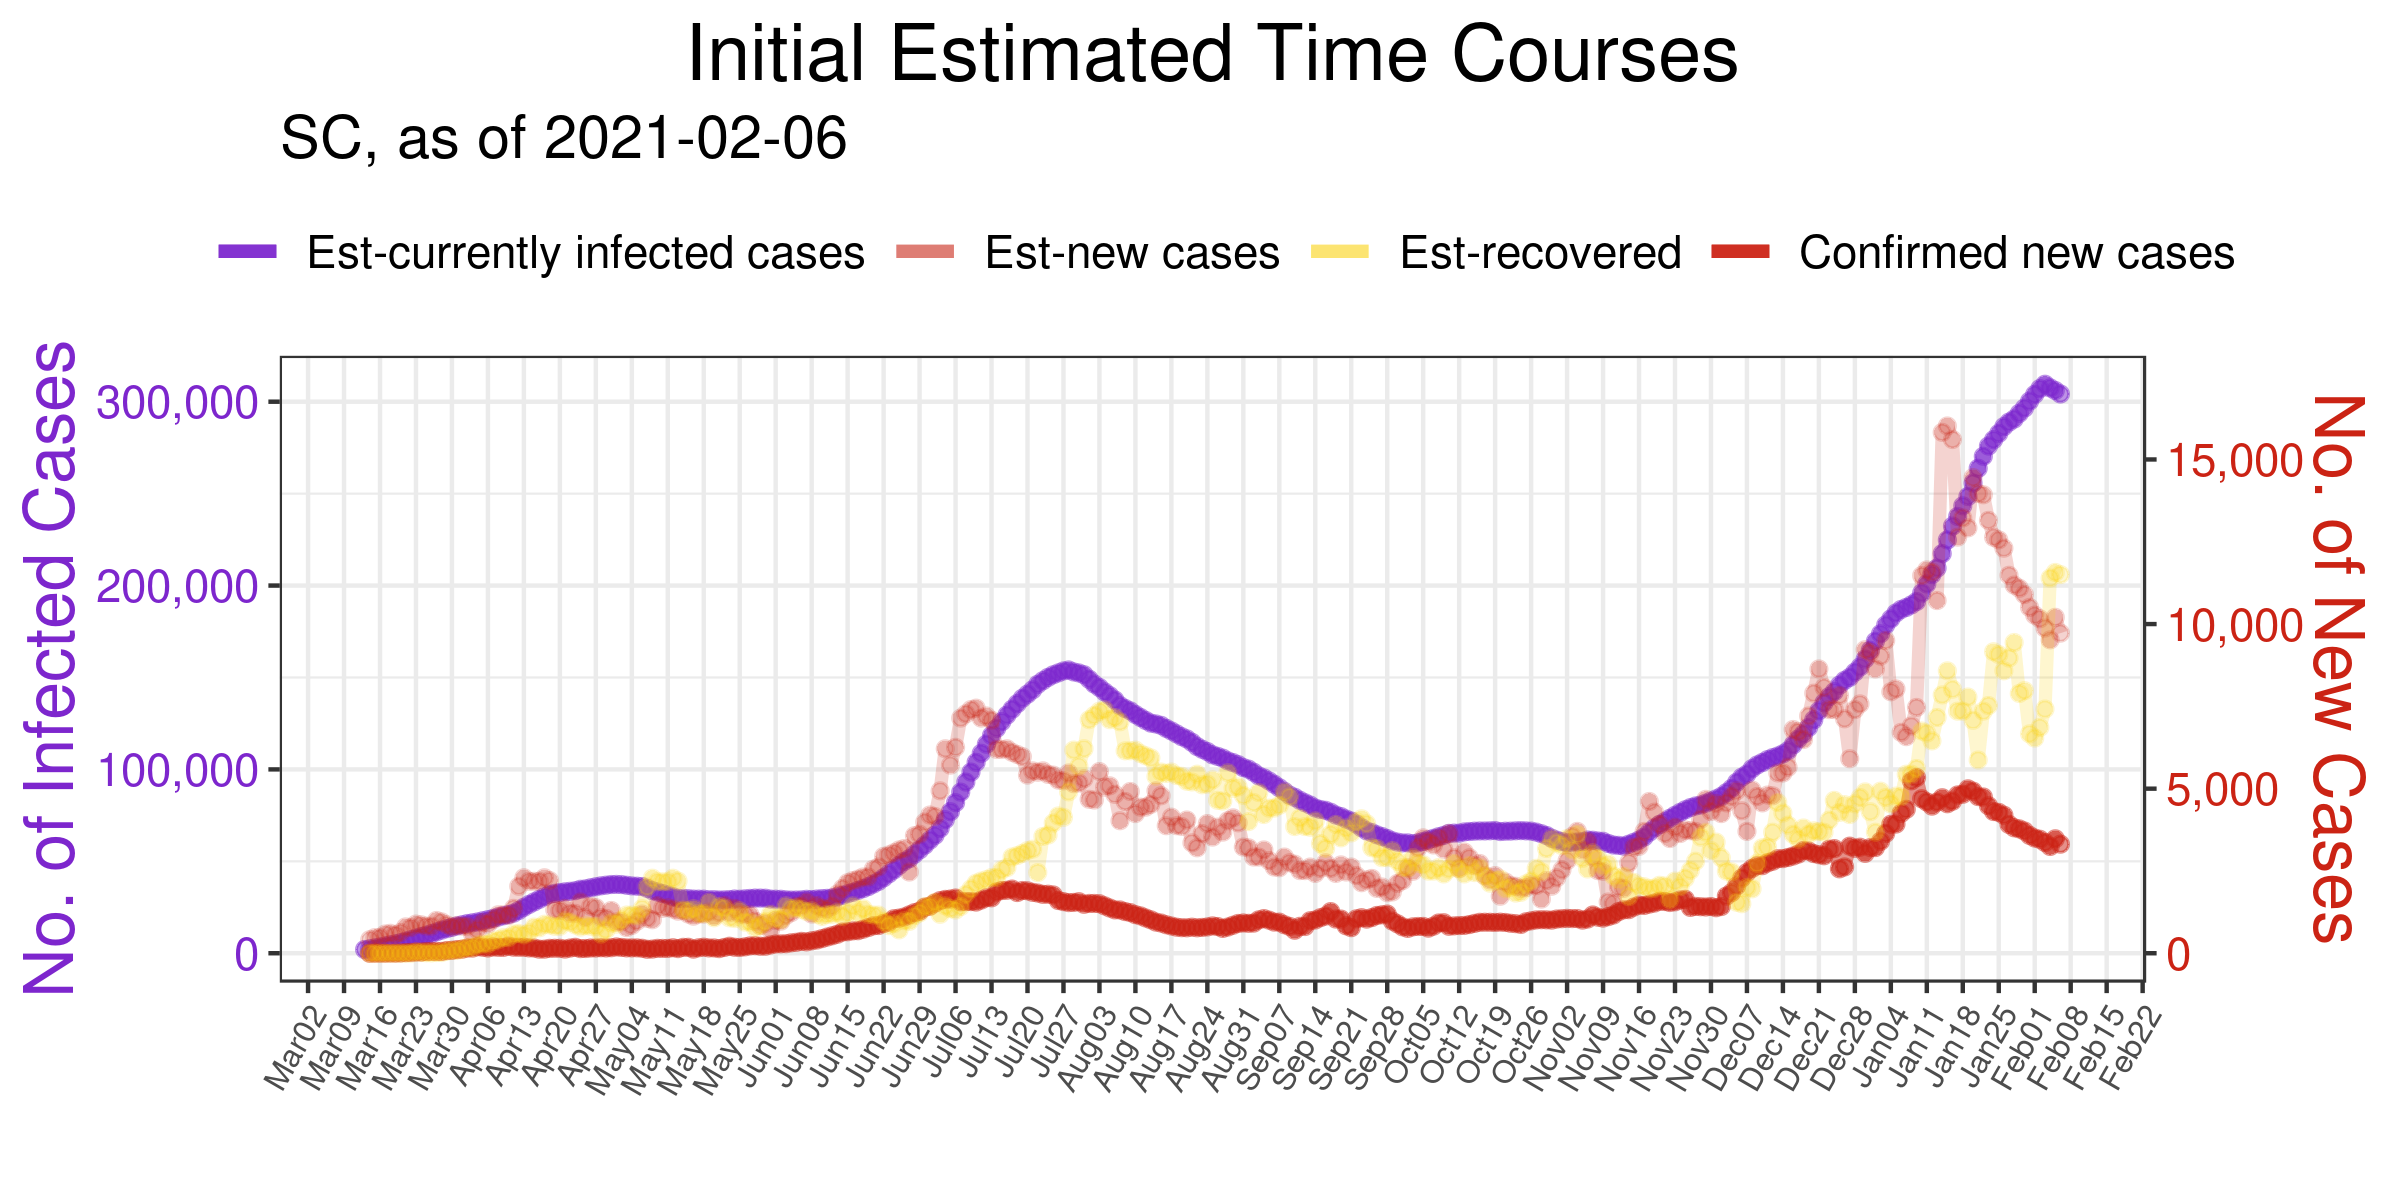 Initial Estimated Time Courses
SC, as of 2021-02-06
Est-currently infected cases Est-new cases Est-recovered Confirmed new cases
No. of Infected Cases
300,000
200,000
100,000
0
15,000
10,000
5,000
0
No. of New Cases
Mar02 Mar09 Mar16 Mar23 Mar30 Apr06 Apr13 Apr20 Apr27 May04 May11 May18 May25 Jun01 Jun08 Jun15 Jun22 Jun29 Jul06 Jul13 Jul20 Jul27 Aug03 Aug10 Aug17 Aug24 Aug31 Sep07 Sep14 Sep21 Sep28 Oct05 Oct12 Oct19 Oct26 Nov02 Nov09 Nov16 Nov23 Nov30 Dec07 Dec14 Dec21 Dec28 Jan04 Jan11 Jan18 Jan25 Feb01 Feb08 Feb15 Feb22